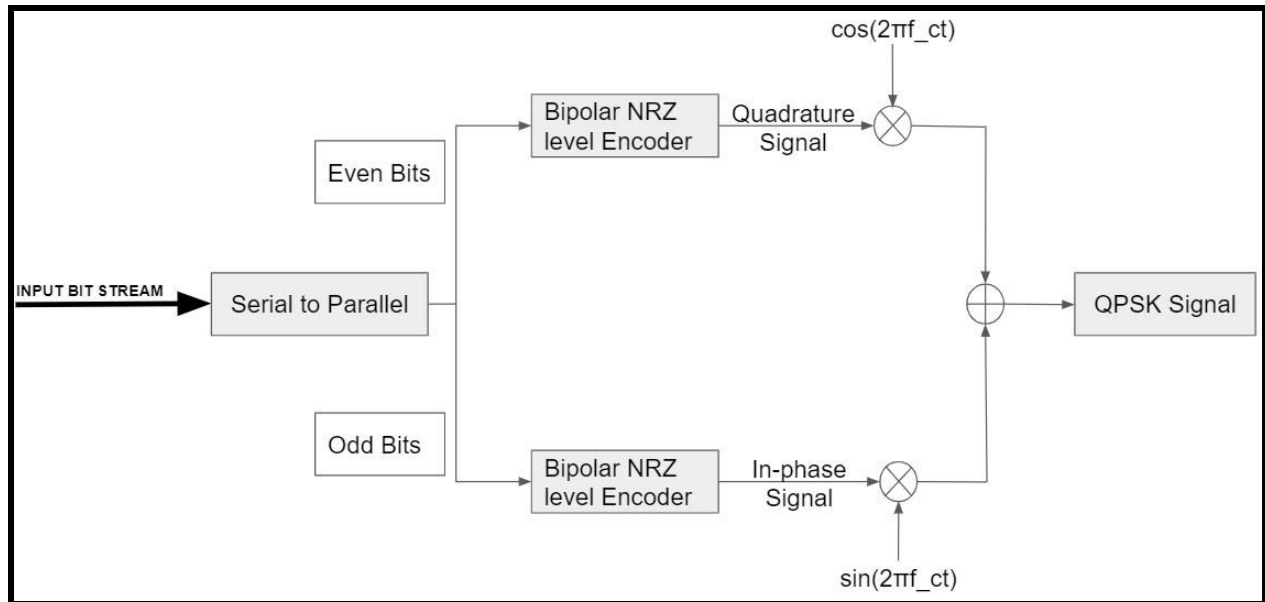 cos(2πf_ct)
Bipolar NRZ
level Encoder
Quadrature
Signal
Even Bits
INPUT BIT STREAM
Serial to Parallel
QPSK Signal
Odd Bits
Bipolar NRZ
level Encoder
In-phase
Signal
sin(2πf_ct)